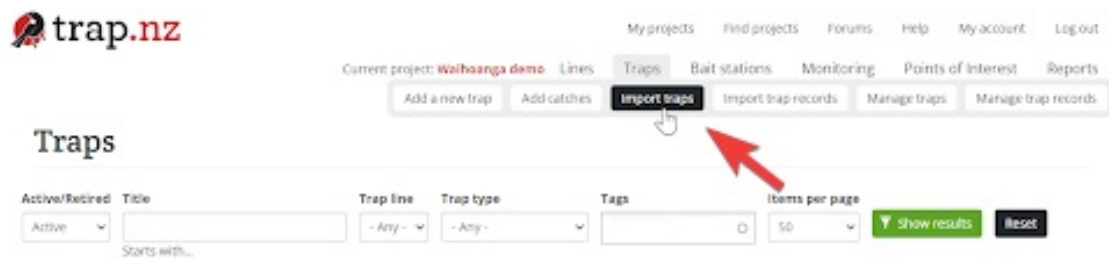 trap.nz
My projects Find projects Forums Help My account Log out
Current project: Waihoanga demo Lines Traps Bait stations Monitoring Points of Interest Reports
Add a new trap Add catches Import traps Import trap records Manage traps Manage trap records
Traps
Active/Retired Title Trap line Trap type Tags Items per page
Active - Any - - Any - 50 Show results Reset
Starts with...